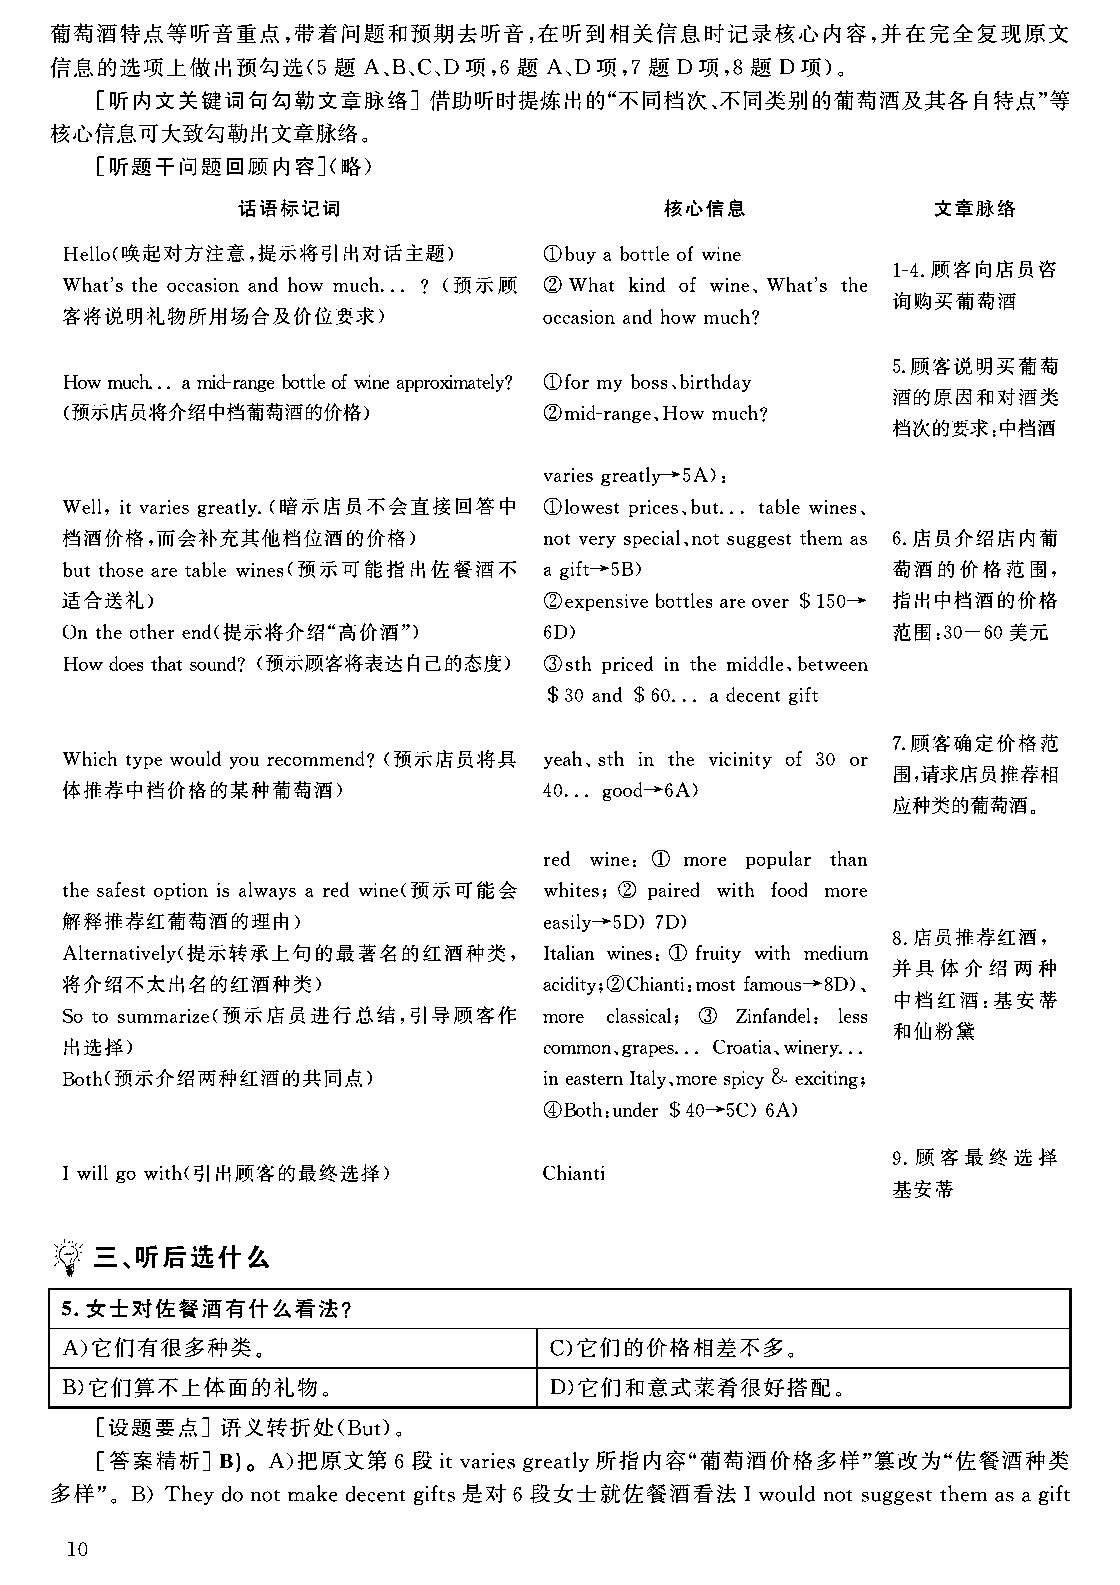 葡萄酒特点等听音重点,带着问题和预期去听音,在听到相关信息时记录核心内容,并在完全复现原文
信息的选项上做出预勾选(5 题 A、B、C、D 项,6 题 A、D 项,7 题 D 项,8 题 D 项)。
[听内文关键词句勾勒文章脉络] 借助听时提炼出的“不同档次、不同类别的葡萄酒及其各自特点”等
核心信息可大致勾勒出文章脉络。
[听题干问题回顾内容](略)
话语标记词 核心信息 文章脉络
Hello(唤起对方注意,提示将引出对话主题)
What's the occasion and how much... ? (预示顾
客将说明礼物所用场合及价位要求)
①buy a bottle of wine
② What kind of wine、What's the
occasion and how much?
1-4. 顾客向店员咨
询购买葡萄酒
How much... a mid-range bottle of wine approximately?
(预示店员将介绍中档葡萄酒的价格)
①for my boss、birthday
②mid-range、How much?
5. 顾客说明买葡萄
酒的原因和对酒类
档次的要求:中档酒
Well, it varies greatly. (暗示店员不会直接回答中
档酒价格,而会补充其他档位酒的价格)
but those are table wines(预示可能指出佐餐酒不
适合送礼)
On the other end(提示将介绍“高价酒”)
How does that sound? (预示顾客将表达自己的态度)
varies greatly→5A);
①lowest prices、but... table wines、
not very special、not suggest them as
a gift→5B)
②expensive bottles are over $150→
6D)
③sth priced in the middle、between
$30 and $60... a decent gift
6. 店员介绍店内葡
萄酒的价格范围,
指出中档酒的价格
范围:30—60 美元
Which type would you recommend? (预示店员将具
体推荐中档价格的某种葡萄酒)
yeah、sth in the vicinity of 30 or
40... good→6A)
7. 顾客确定价格范
围,请求店员推荐相
应种类的葡萄酒。
the safest option is always a red wine(预示可能会
解释推荐红葡萄酒的理由)
Alternatively(提示转承上句的最著名的红酒种类,
将介绍不太出名的红酒种类)
So to summarize(预示店员进行总结,引导顾客作
出选择)
Both(预示介绍两种红酒的共同点)
red wine: ① more popular than
whites; ② paired with food more
easily→5D) 7D)
Italian wines: ① fruity with medium
acidity;②Chianti:most famous→8D)、
more classical; ③ Zinfandel: less
common、grapes... Croatia、winery...
in eastern Italy、more spicy & exciting;
④Both:under $40→5C) 6A)
8. 店员推荐红酒,
并具体介绍两种
中档红酒:基安蒂
和仙粉黛
I will go with(引出顾客的最终选择)
Chianti
9. 顾客最终选择
基安蒂
三、听后选什么
5. 女士对佐餐酒有什么看法?
A)它们有很多种类。 C)它们的价格相差不多。
B)它们算不上体面的礼物。 D)它们和意式菜肴很好搭配。
[设题要点] 语义转折处(But)。
[答案精析] B)。A)把原文第 6 段 it varies greatly 所指内容“葡萄酒价格多样”篡改为“佐餐酒种类
多样”。B) They do not make decent gifts 是对 6 段女士就佐餐酒看法 I would not suggest them as a gift
10